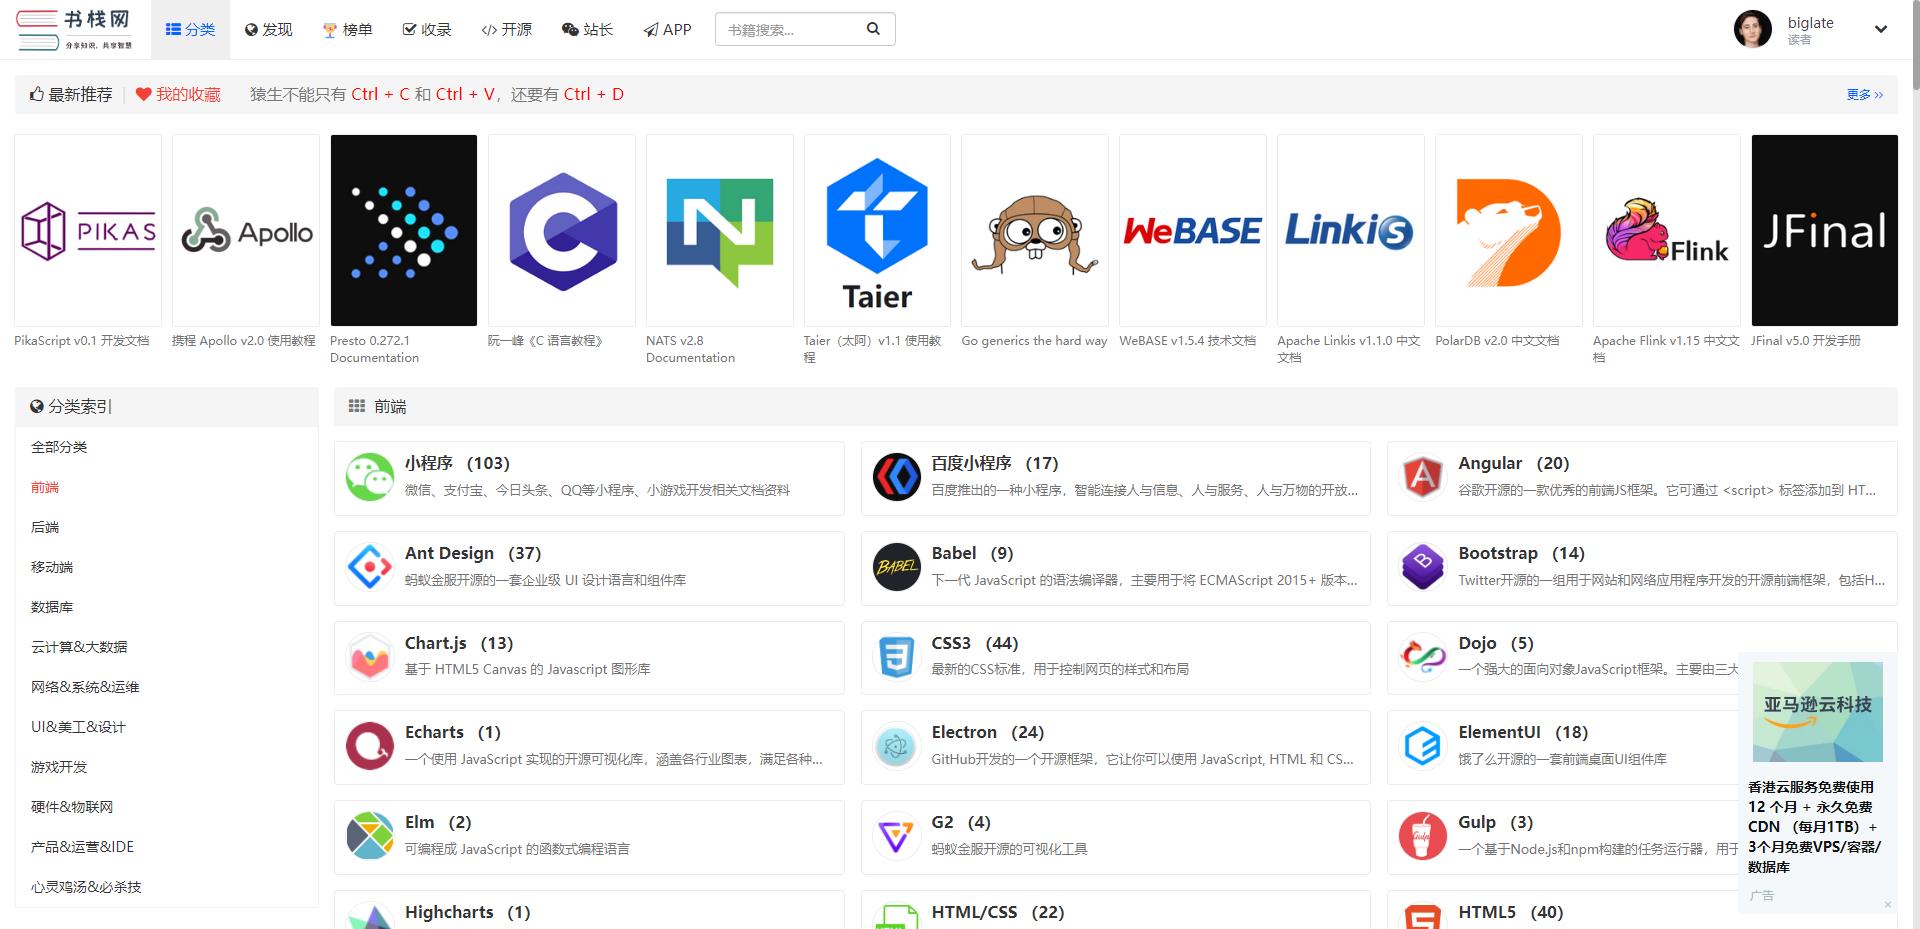 书栈网
分享知识，共享智慧
分类
发现
榜单
收录
开源
站长
APP
书籍搜索...
biglate
读者
最新推荐
我的收藏
猿生不能只有 Ctrl + C 和 Ctrl + V，还要有 Ctrl + D
更多
PIKAS
Apollo
C
N
Taier
WeBASE
Linkis
Flink
JFinal
PikaScript v0.1 开发文档
携程 Apollo v2.0 使用教程
Presto 0.272.1
Documentation
阮一峰《C 语言教程》
NATS v2.8
Documentation
Taier（太阿）v1.1 使用教
程
Go generics the hard way
WeBASE v1.5.4 技术文档
Apache Linkis v1.1.0 中文
文档
PolarDB v2.0 中文文档
Apache Flink v1.15 中文文
档
JFinal v5.0 开发手册
分类索引
全部分类
前端
后端
移动端
数据库
云计算&大数据
网络&系统&运维
UI&美工&设计
游戏开发
硬件&物联网
产品&运营&IDE
心灵鸡汤&必杀技
前端
小程序 （103)
微信、支付宝、今日头条、QQ等小程序、小游戏开发相关文档资料
百度小程序 （17)
百度推出的一种小程序，智能连接人与信息、人与服务、人与万物的开放...
Angular （20)
谷歌开源的一款优秀的前端JS框架。它可通过 <script> 标签添加到 HT...
Ant Design （37)
蚂蚁金服开源的一套企业级 UI 设计语言和组件库
BABEL
Babel （9)
下一代 JavaScript 的语法编译器，主要用于将 ECMAScript 2015+ 版本...
Bootstrap （14)
Twitter开源的一组用于网站和网络应用程序开发的开源前端框架，包括H...
Chart.js （13)
基于 HTML5 Canvas 的 Javascript 图形库
CSS3 （44)
最新的CSS标准，用于控制网页的样式和布局
Dojo （5)
一个强大的面向对象JavaScript框架。主要由三大
Echarts （1)
一个使用 JavaScript 实现的开源可视化库，涵盖各行业图表，满足各种...
Electron （24)
GitHub开发的一个开源框架，它让你可以使用 JavaScript, HTML 和 CS...
ElementUI （18)
饿了么开源的一套前端桌面UI组件库
Elm （2)
可编程成 JavaScript 的函数式编程语言
G2 （4)
蚂蚁金服开源的可视化工具
Gulp
Gulp （3)
一个基于Node.js和npm构建的任务运行器，用于
Highcharts （1)
HTML/CSS （22)
HTML5 （40)
亚马逊云科技
香港云服务免费使用
12 个月 + 永久免费
CDN （每月1TB）+
3个月免费VPS/容器/
数据库
广告